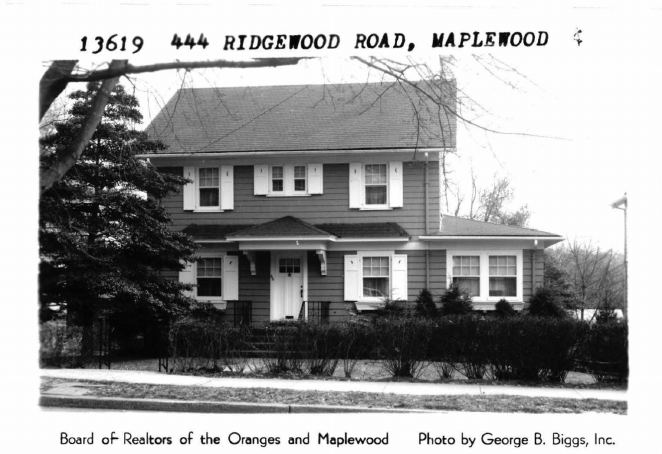 13619 444 RIDGEWOOD ROAD, MAPLEWOOD ¢
Board of Realtors of the Oranges and Maplewood Photo by George B. Biggs, Inc.